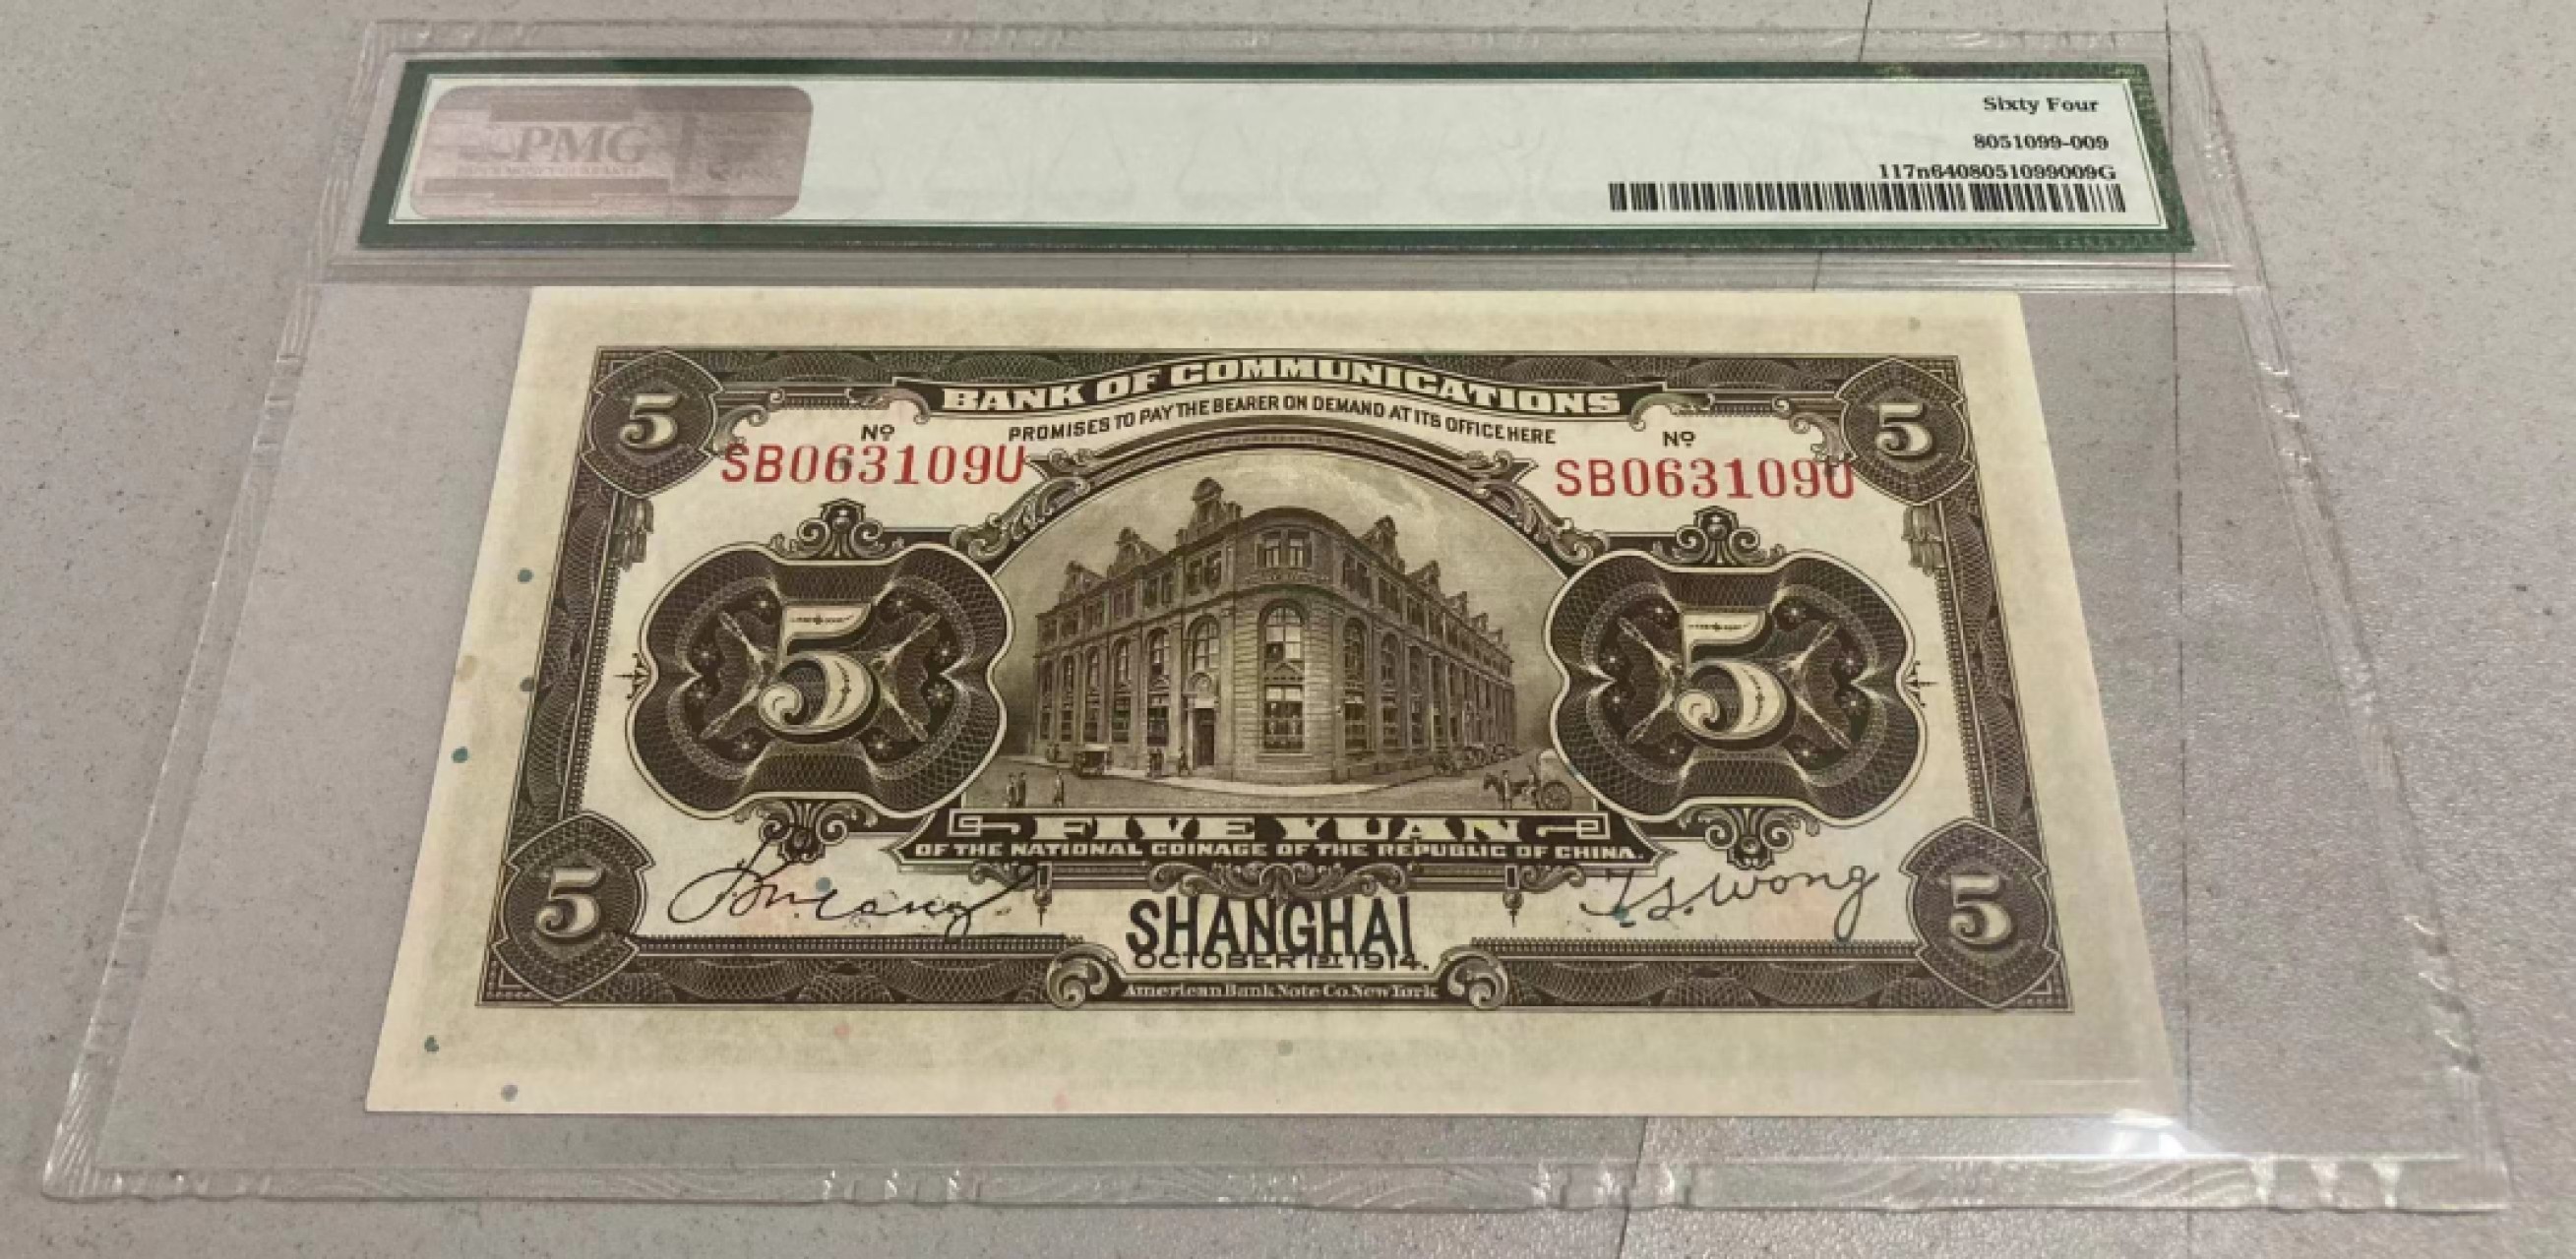 PMG
Sixty Four
8051099-009
117n6408051099009G
5
5
BANK OF COMMUNICATIONS
PROMISES TO PAY THE BEARER ON DEMAND AT ITS OFFICE HERE
Nº
Nº
SB063109U
SB063109U
5
5
FIVE YUAN
OF THE NATIONAL COINAGE OF THE REPUBLIC OF CHINA.
T.S. Wong
5
5
SHANGHAI
OCTOBER 1ST 1914.
American Bank Note Co. New York